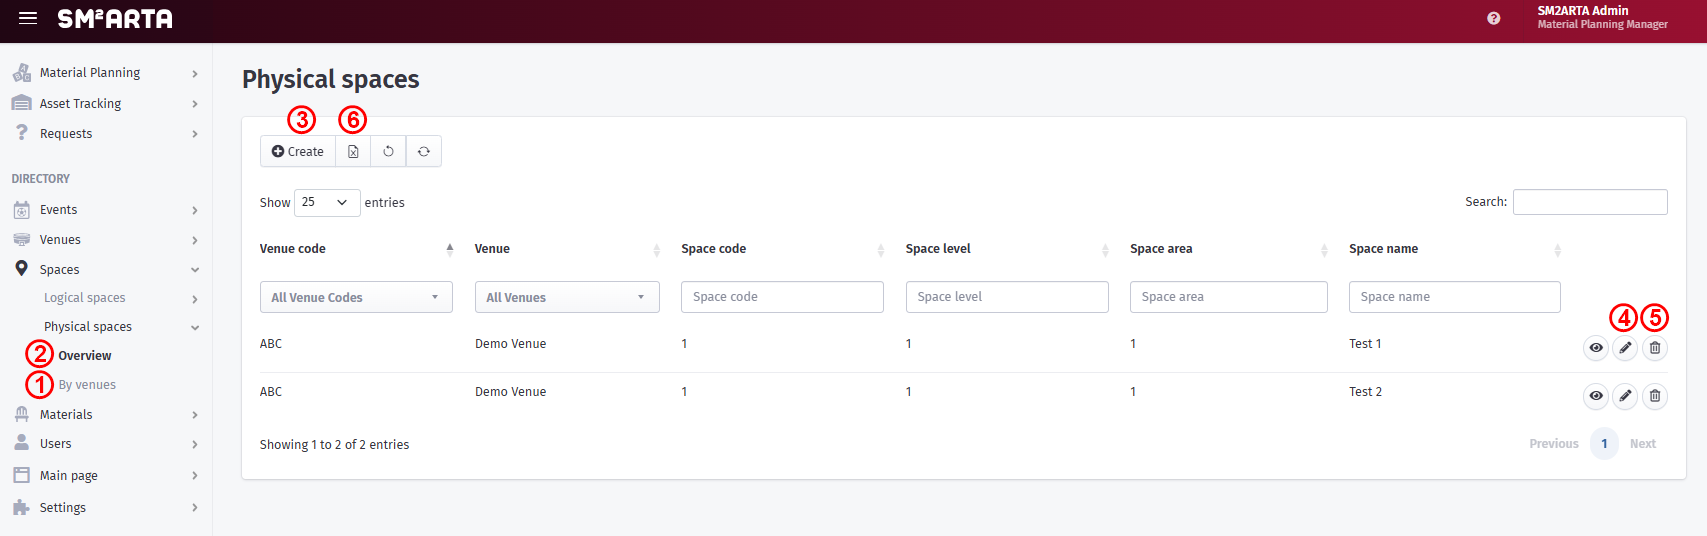 SM²ARTA
SM2ARTA Admin
Material Planning Manager
Material Planning
Asset Tracking
Requests
DIRECTORY
Events
Venues
Spaces
Logical spaces
Physical spaces
2 Overview
1 By venues
Materials
Users
Main page
Settings
Physical spaces
3 6
Create
Show 25 entries
Search:
Venue code Venue Space code Space level Space area Space name
All Venue Codes All Venues Space code Space level Space area Space name
4 5
ABC Demo Venue 1 1 1 Test 1
ABC Demo Venue 1 1 1 Test 2
Showing 1 to 2 of 2 entries
Previous 1 Next